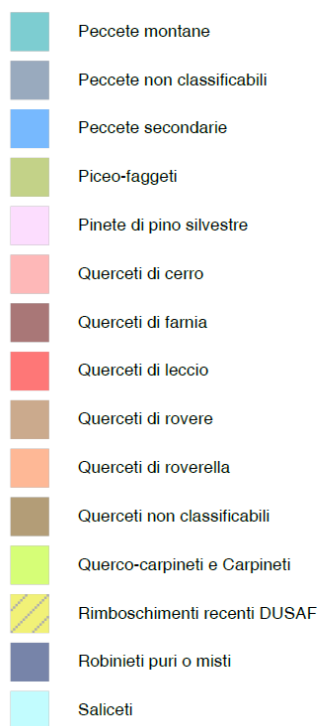 Peccete montane
Peccete non classificabili
Peccete secondarie
Piceo-faggeti
Pinete di pino silvestre
Querceti di cerro
Querceti di farnia
Querceti di leccio
Querceti di rovere
Querceti di roverella
Querceti non classificabili
Querco-carpineti e Carpineti
Rimboschimenti recenti DUSAF
Robinieti puri o misti
Saliceti